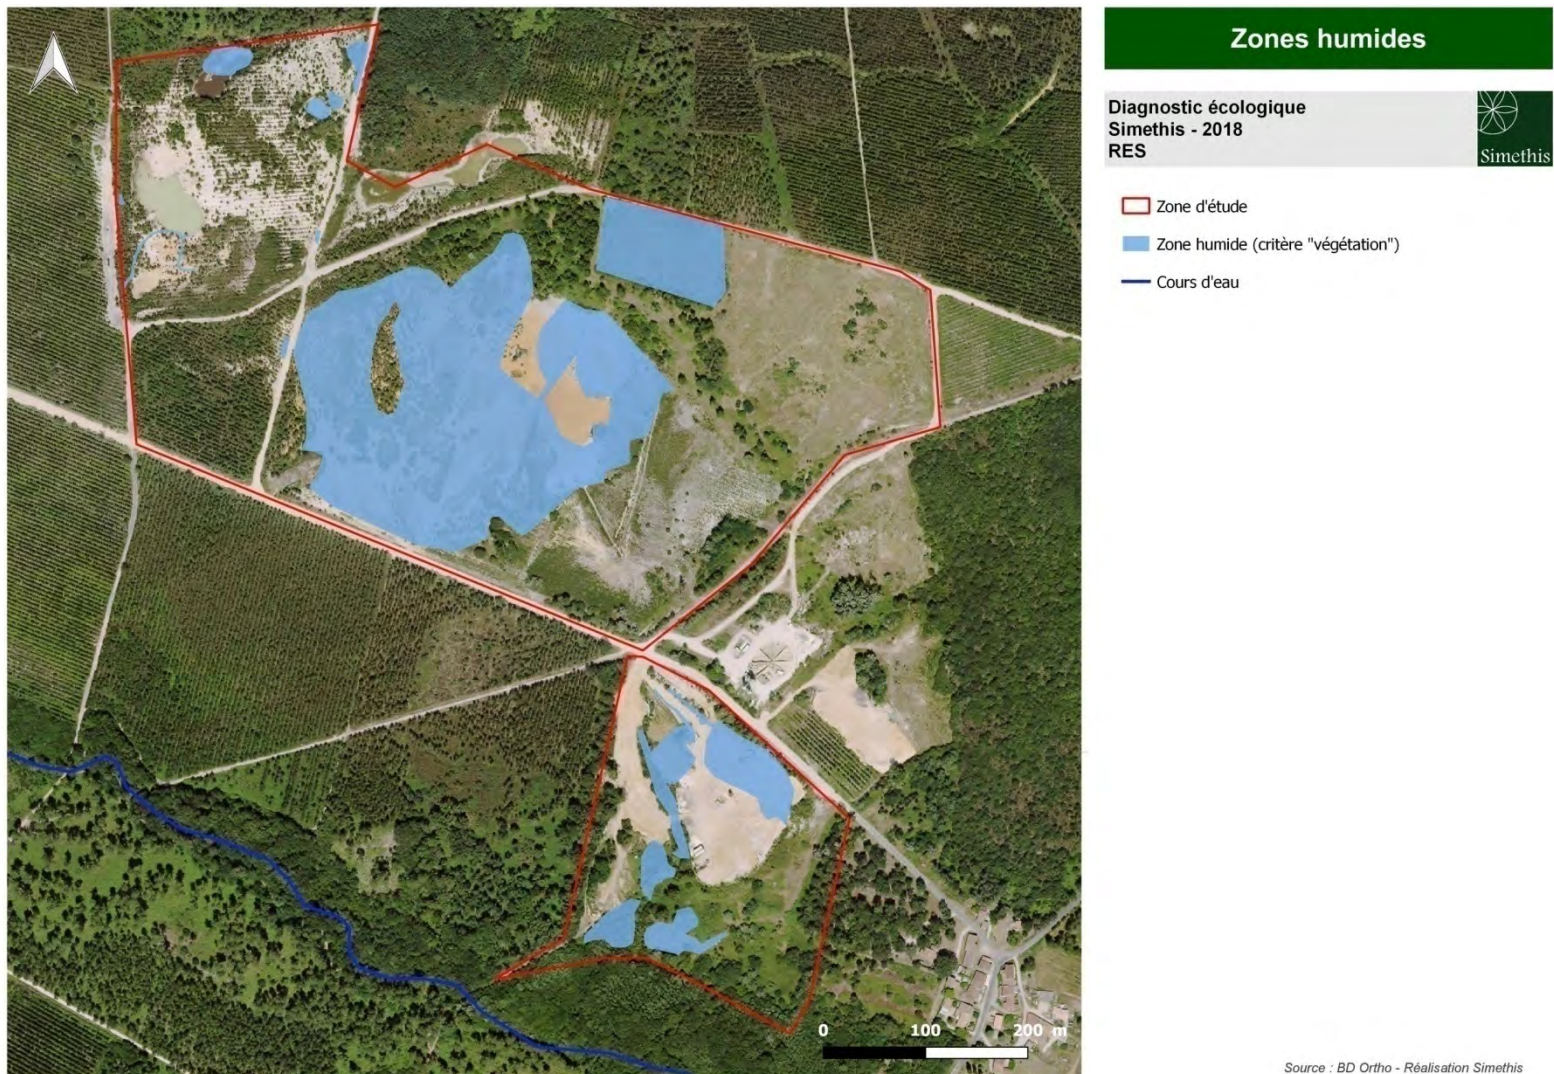 Zones humides
Diagnostic écologique
Simethis - 2018
RES
Simethis
Zone d'étude
Zone humide (critère "végétation")
Cours d'eau
0 100 200 m
Source : BD Ortho - Réalisation Simethis